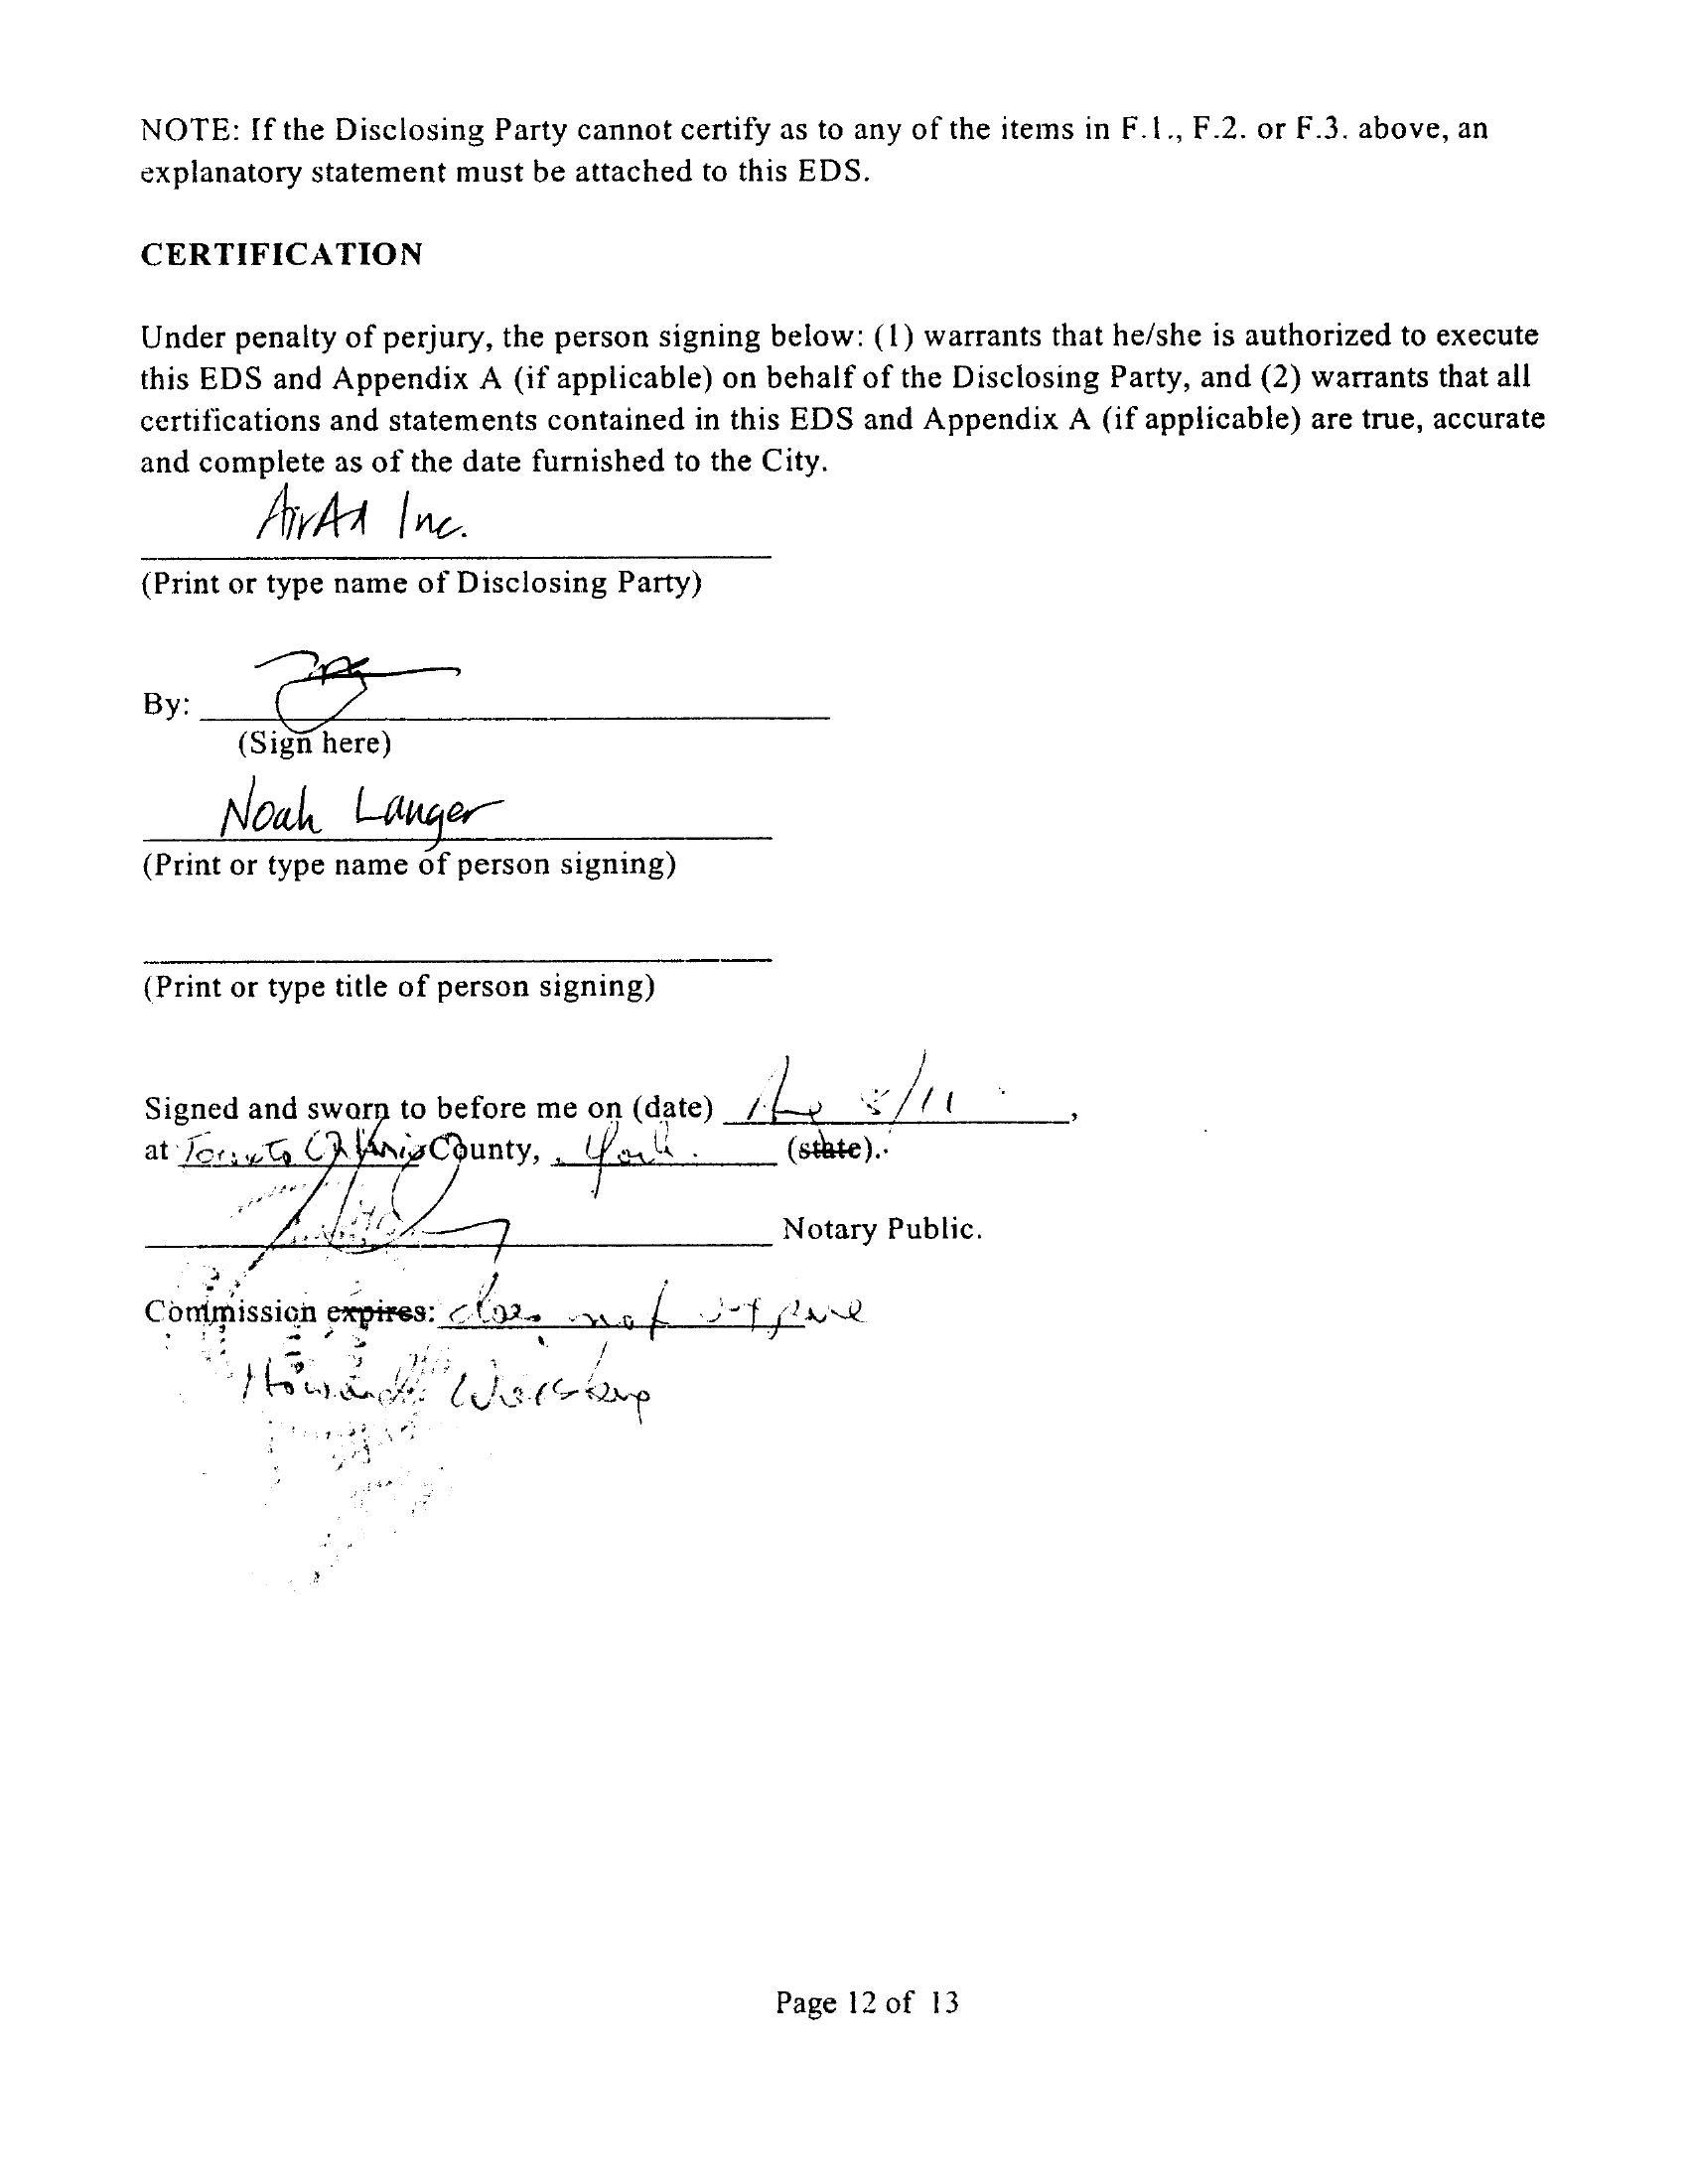 NOTE: If the Disclosing Party cannot certify as to any of the items in F.1., F.2. or F.3. above, an
explanatory statement must be attached to this EDS.
CERTIFICATION
Under penalty of perjury, the person signing below: (1) warrants that he/she is authorized to execute
this EDS and Appendix A (if applicable) on behalf of the Disclosing Party, and (2) warrants that all
certifications and statements contained in this EDS and Appendix A (if applicable) are true, accurate
and complete as of the date furnished to the City.
AirAd Inc.
(Print or type name of Disclosing Party)
By:
(Sign here)
Noah Langer
(Print or type name of person signing)
(Print or type title of person signing)
Signed and sworn to before me on (date) 8/11,
at Toronto Ontario County, York. (state).
Notary Public.
Commission expires: does not expire
Howard
Page 12 of 13